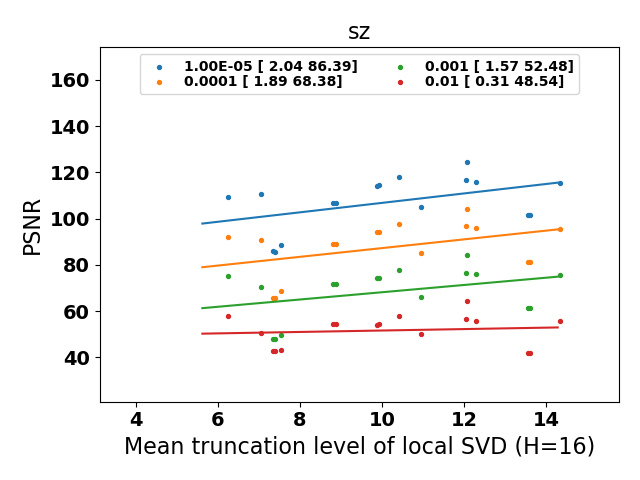 sz
1.00E-05 [ 2.04 86.39]
0.0001 [ 1.89 68.38]
0.001 [ 1.57 52.48]
0.01 [ 0.31 48.54]
PSNR
160
140
120
100
80
60
40
4 6 8 10 12 14
Mean truncation level of local SVD (H=16)